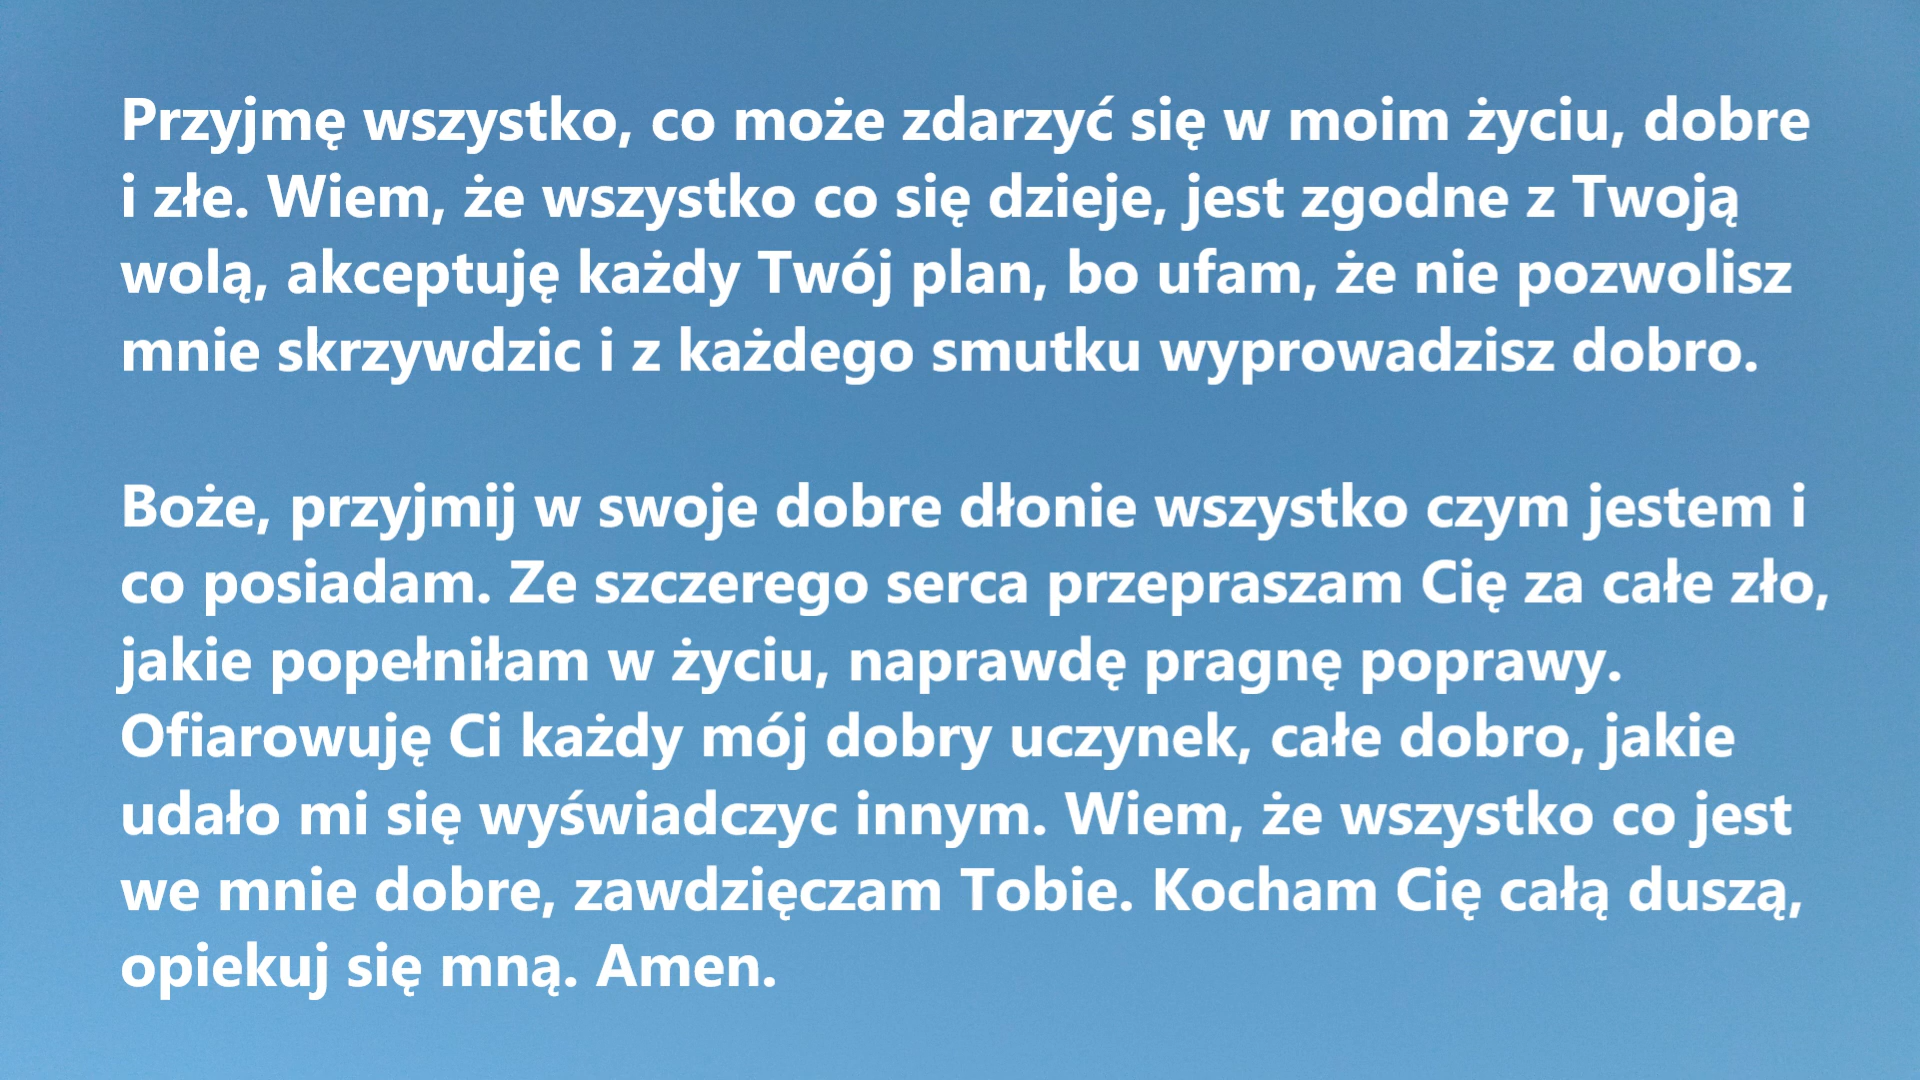 Przyjmę wszystko, co może zdarzyć się w moim życiu, dobre
i złe. Wiem, że wszystko co się dzieje, jest zgodne z Twoją
wolą, akceptuję każdy Twój plan, bo ufam, że nie pozwolisz
mnie skrzywdzic i z każdego smutku wyprowadzisz dobro.
Boże, przyjmij w swoje dobre dłonie wszystko czym jestem i
co posiadam. Ze szczerego serca przepraszam Cię za całe zło,
jakie popełniłam w życiu, naprawdę pragnę poprawy.
Ofiarowuję Ci każdy mój dobry uczynek, całe dobro, jakie
udało mi się wyświadczyc innym. Wiem, że wszystko co jest
we mnie dobre, zawdzięczam Tobie. Kocham Cię całą duszą,
opiekuj się mną. Amen.